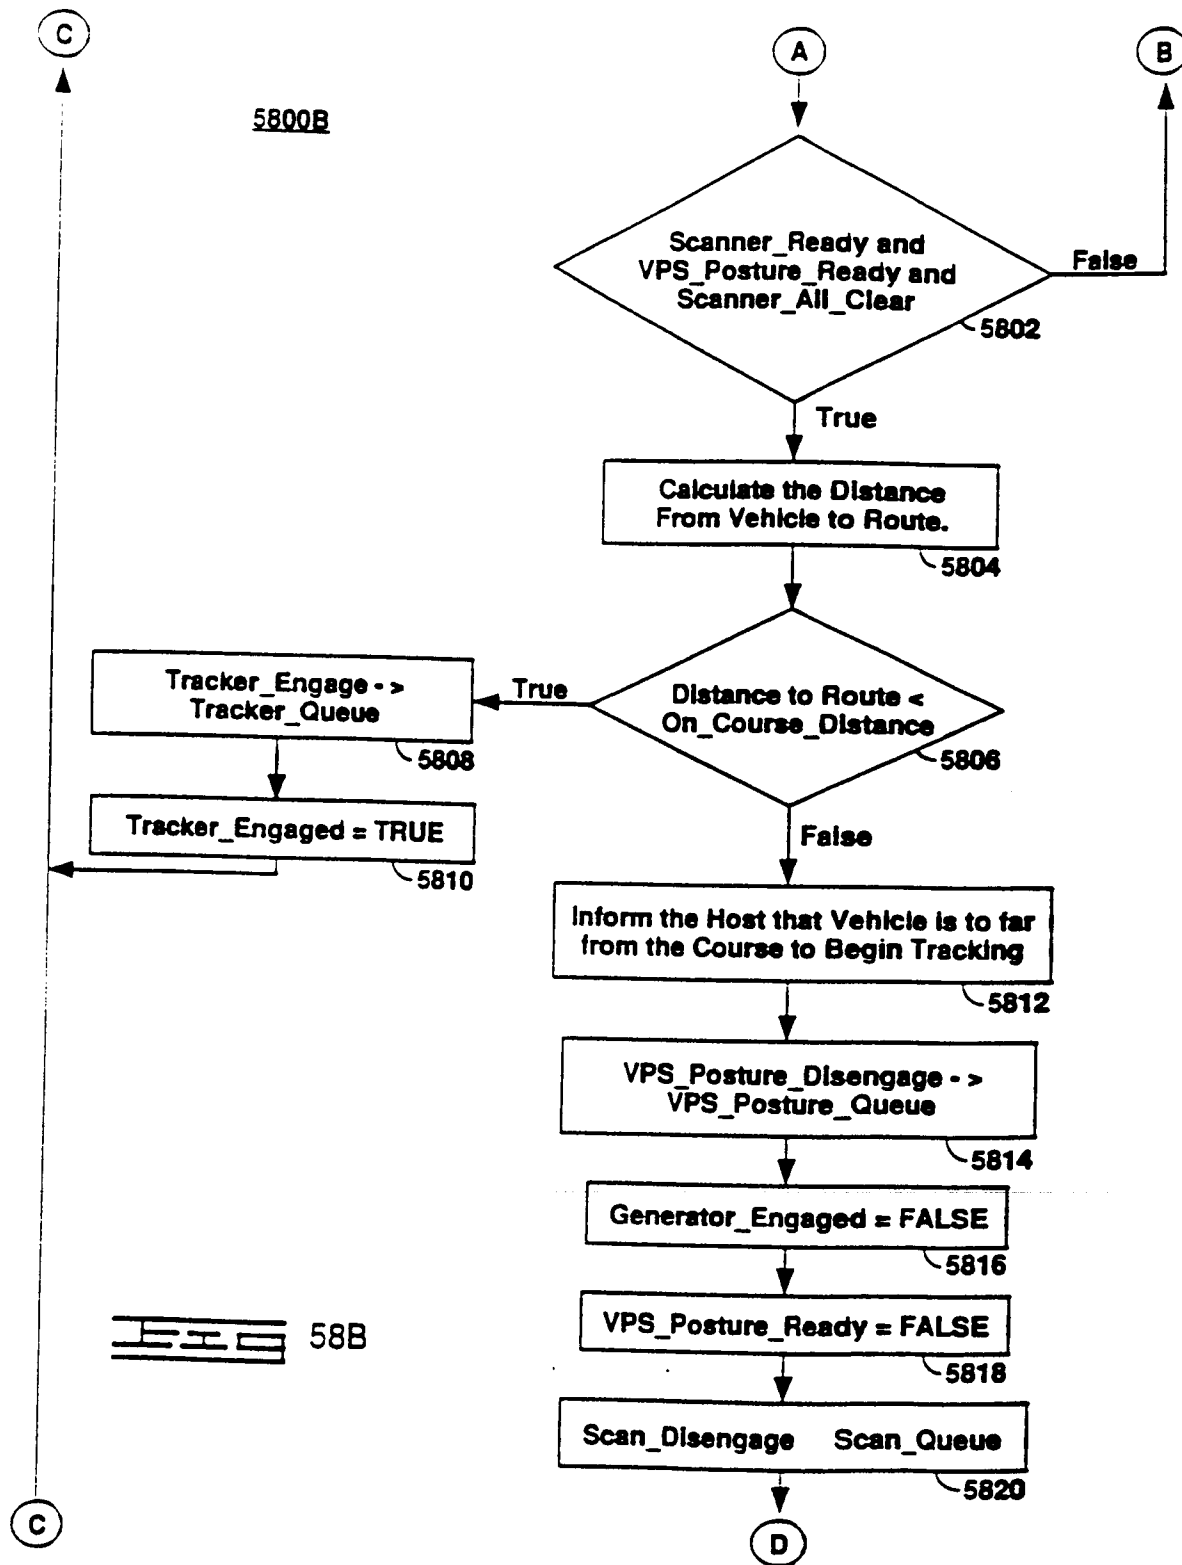 C
A
B
5800B
Scanner_Ready and
VPS_Posture_Ready and
Scanner_All_Clear
False
5802
True
Calculate the Distance
From Vehicle to Route.
5804
Tracker_Engage - >
Tracker_Queue
True
Distance to Route <
On_Course_Distance
5808
5806
Tracker_Engaged = TRUE
False
5810
Inform the Host that Vehicle is to far
from the Course to Begin Tracking
5812
VPS_Posture_Disengage - >
VPS_Posture_Queue
5814
Generator_Engaged = FALSE
5816
58B
VPS_Posture_Ready = FALSE
5818
Scan_Disengage Scan_Queue
5820
C
D